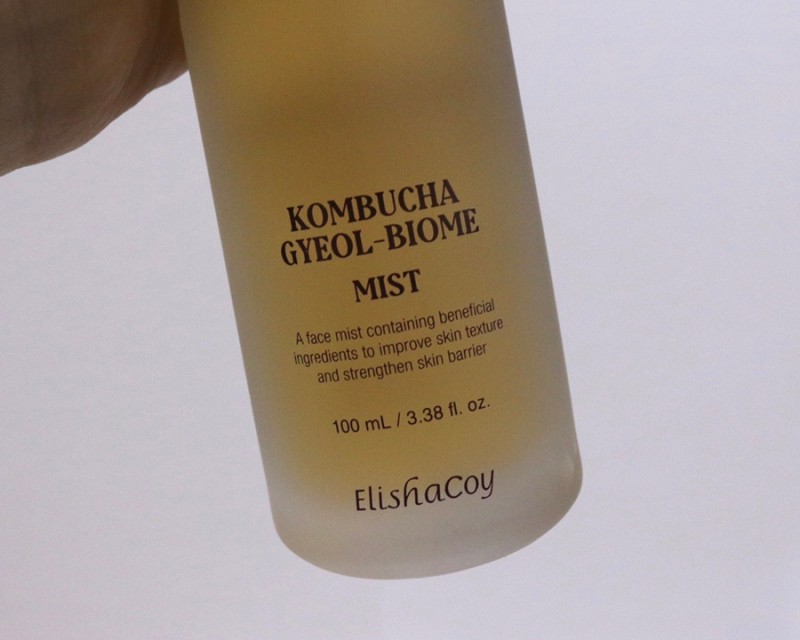 KOMBUCHA
GYEOL-BIOME
MIST
A face mist containing beneficial
ingredients to improve skin texture
and strengthen skin barrier
100 mL / 3.38 fl. oz.
ElishaCoy